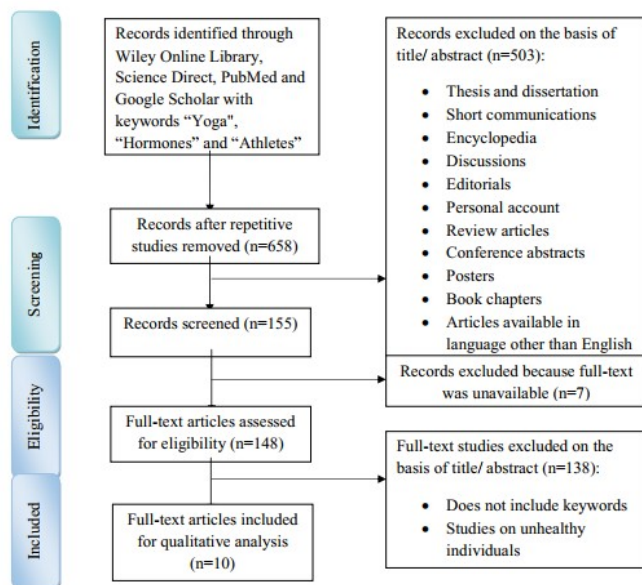 Identification
Records identified through
Wiley Online Library,
Science Direct, PubMed and
Google Scholar with
keywords “Yoga",
“Hormones” and “Athletes”
Records excluded on the basis of
title/ abstract (n=503):
• Thesis and dissertation
• Short communications
• Encyclopedia
• Discussions
• Editorials
• Personal account
• Review articles
• Conference abstracts
• Posters
• Book chapters
• Articles available in
language other than English
Screening
Records after repetitive
studies removed (n=658)
Records screened (n=155)
Records excluded because full-text
was unavailable (n=7)
Eligibility
Full-text articles assessed
for eligibility (n=148)
Full-text studies excluded on the
basis of title/ abstract (n=138):
• Does not include keywords
• Studies on unhealthy
individuals
Included
Full-text articles included
for qualitative analysis
(n=10)